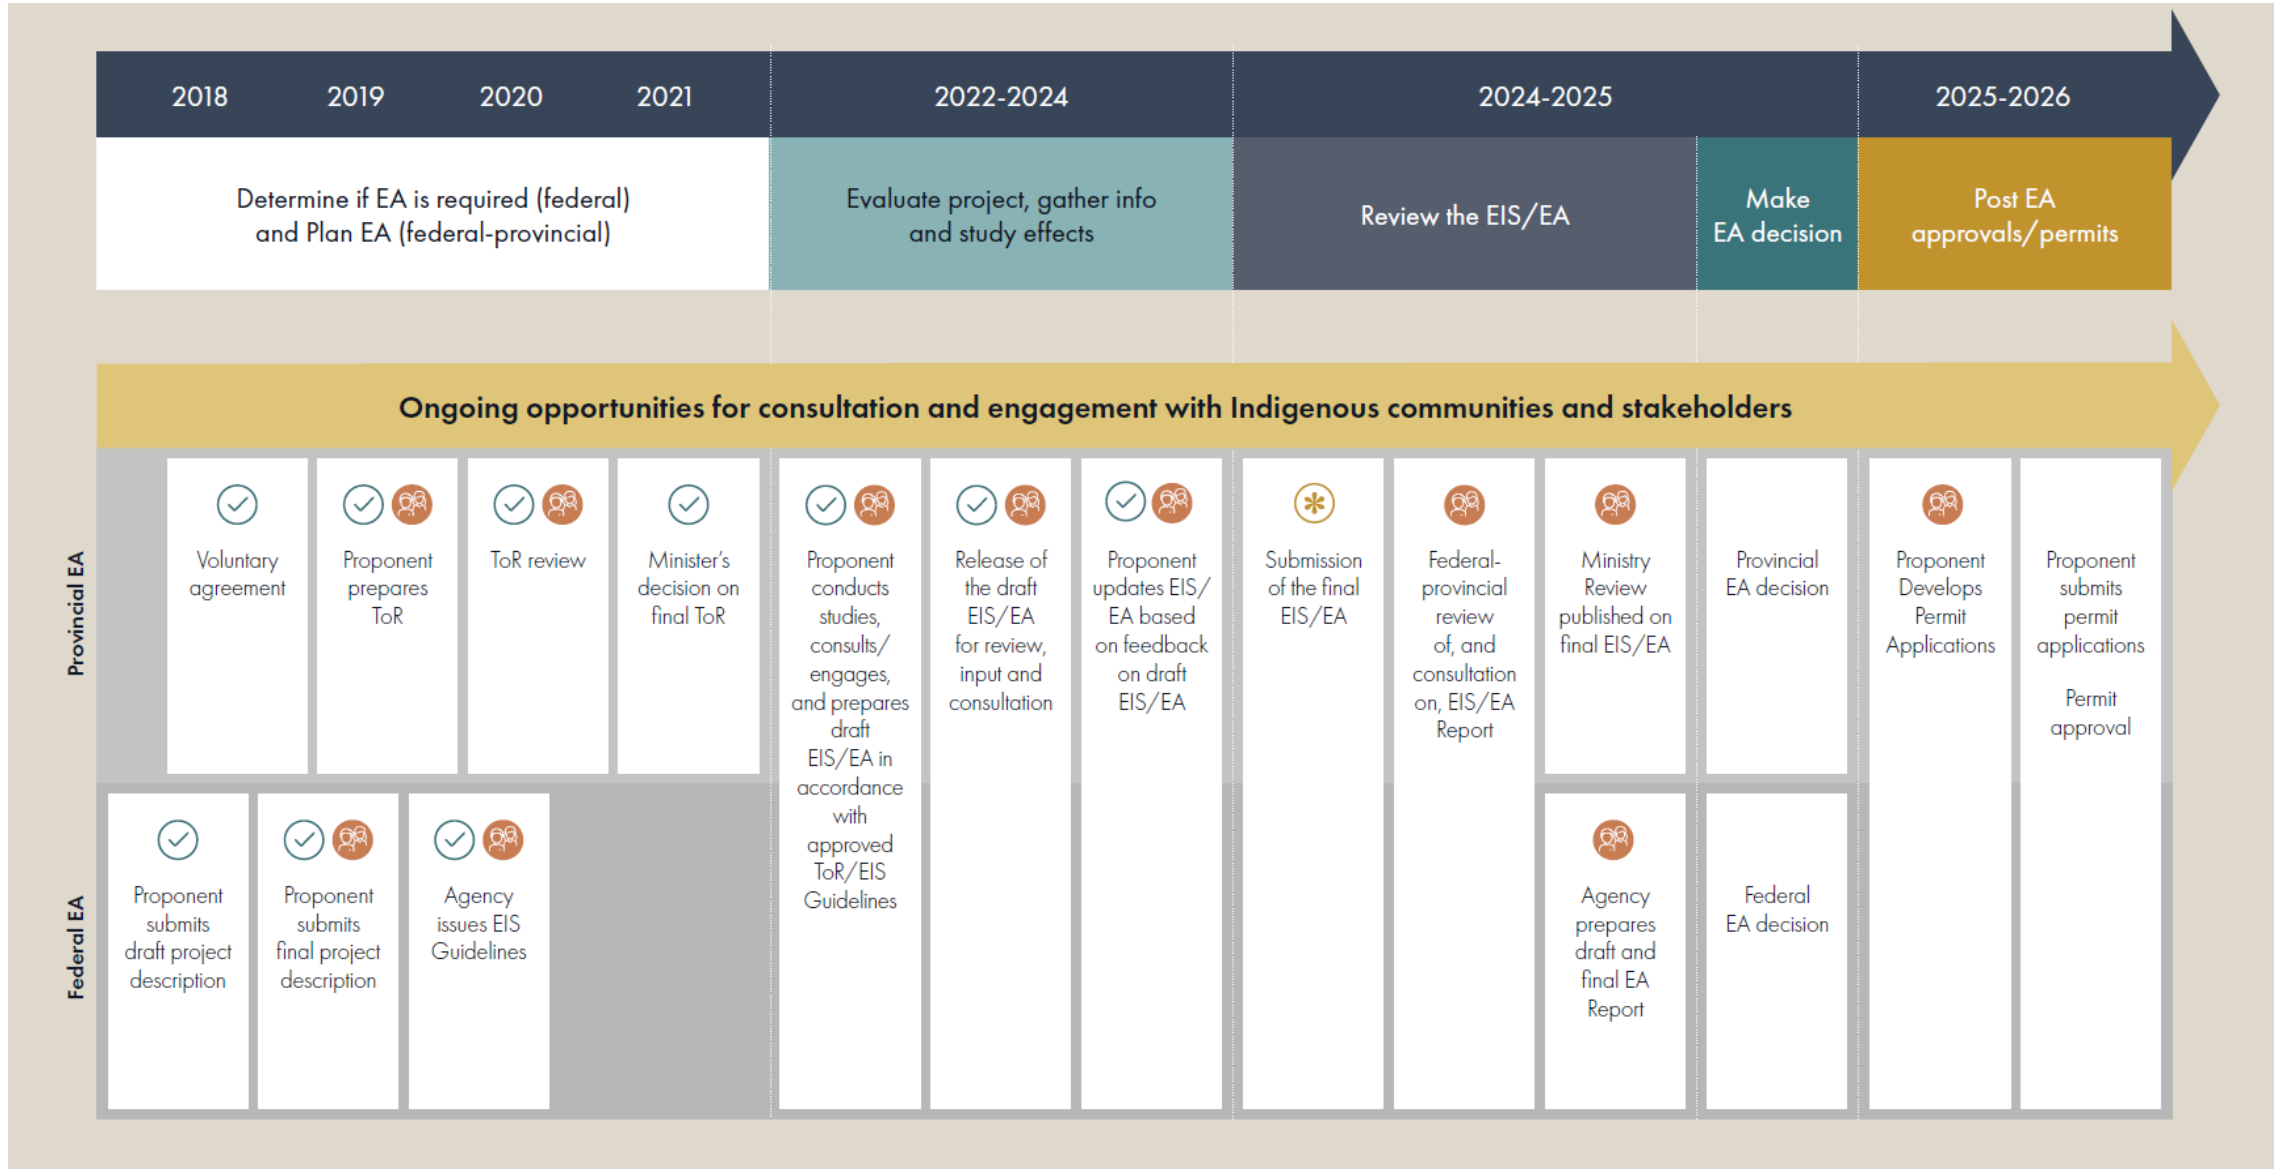 2018
2019
2020
2021
2022-2024
2024-2025
2025-2026
Determine if EA is required (federal)
and Plan EA (federal-provincial)
Evaluate project, gather info
and study effects
Review the EIS/EA
Make
EA decision
Post EA
approvals/permits
Ongoing opportunities for consultation and engagement with Indigenous communities and stakeholders
Provincial EA
Voluntary
agreement
Proponent
prepares
ToR
ToR review
Minister's
decision on
final ToR
Proponent
conducts
studies,
consults/
engages,
and prepares
draft
EIS/EA in
accordance
with
approved
ToR/EIS
Guidelines
Release of
the draft
EIS/EA
for review,
input and
consultation
Proponent
updates EIS/
EA based
on feedback
on draft
EIS/EA
Submission
of the final
EIS/EA
Federal-
provincial
review
of, and
consultation
on, EIS/EA
Report
Ministry
Review
published on
final EIS/EA
Provincial
EA decision
Proponent
Develops
Permit
Applications
Proponent
submits
permit
applications
Permit
approval
Federal EA
Proponent
submits
draft project
description
Proponent
submits
final project
description
Agency
issues EIS
Guidelines
Agency
prepares
draft and
final EA
Report
Federal
EA decision